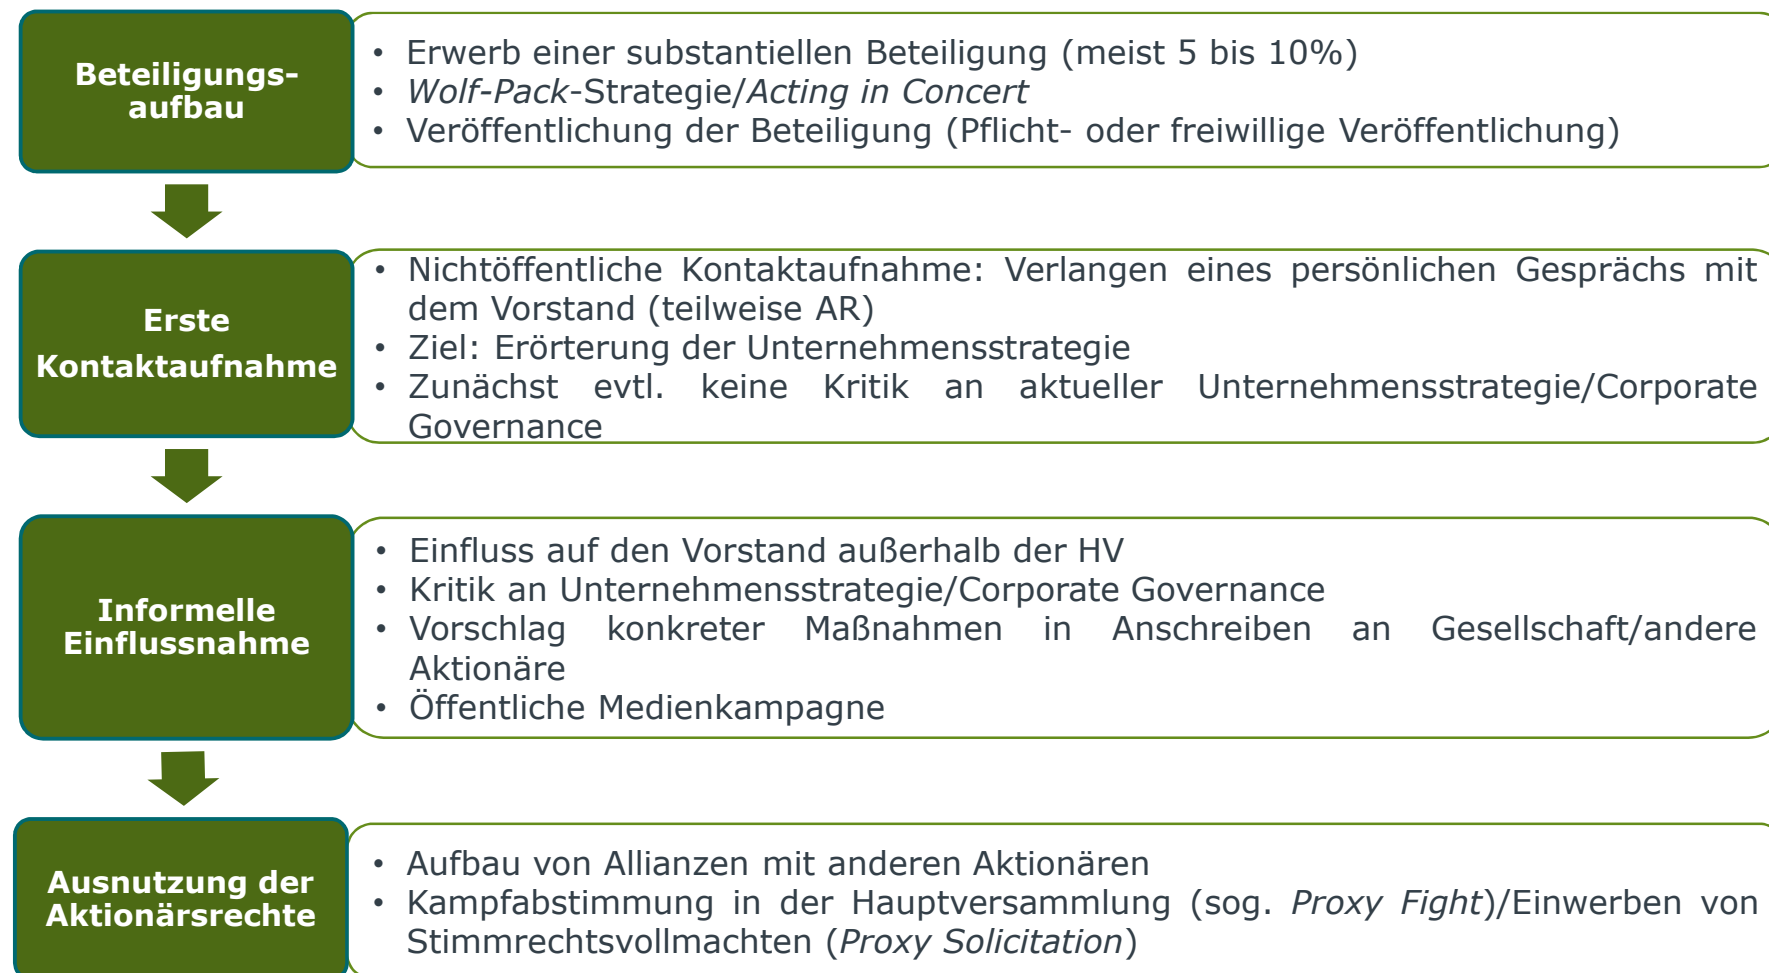 Beteiligungs-
aufbau
• Erwerb einer substantiellen Beteiligung (meist 5 bis 10%)
• Wolf-Pack-Strategie/Acting in Concert
• Veröffentlichung der Beteiligung (Pflicht- oder freiwillige Veröffentlichung)
Erste
Kontaktaufnahme
• Nichtöffentliche Kontaktaufnahme: Verlangen eines persönlichen Gesprächs mit
dem Vorstand (teilweise AR)
• Ziel: Erörterung der Unternehmensstrategie
• Zunächst evtl. keine Kritik an aktueller Unternehmensstrategie/Corporate
Governance
Informelle
Einflussnahme
• Einfluss auf den Vorstand außerhalb der HV
• Kritik an Unternehmensstrategie/Corporate Governance
• Vorschlag konkreter Maßnahmen in Anschreiben an Gesellschaft/andere
Aktionäre
• Öffentliche Medienkampagne
Ausnutzung der
Aktionärsrechte
• Aufbau von Allianzen mit anderen Aktionären
• Kampfabstimmung in der Hauptversammlung (sog. Proxy Fight)/Einwerben von
Stimmrechtsvollmachten (Proxy Solicitation)